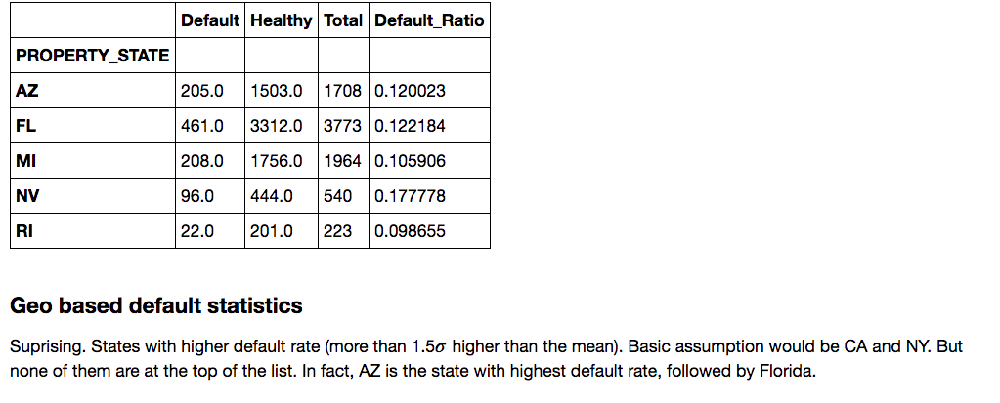 Default Healthy Total Default_Ratio
PROPERTY_STATE
AZ 205.0 1503.0 1708 0.120023
FL 461.0 3312.0 3773 0.122184
MI 208.0 1756.0 1964 0.105906
NV 96.0 444.0 540 0.177778
RI 22.0 201.0 223 0.098655
Geo based default statistics
Suprising. States with higher default rate (more than 1.5σ higher than the mean). Basic assumption would be CA and NY. But
none of them are at the top of the list. In fact, AZ is the state with highest default rate, followed by Florida.